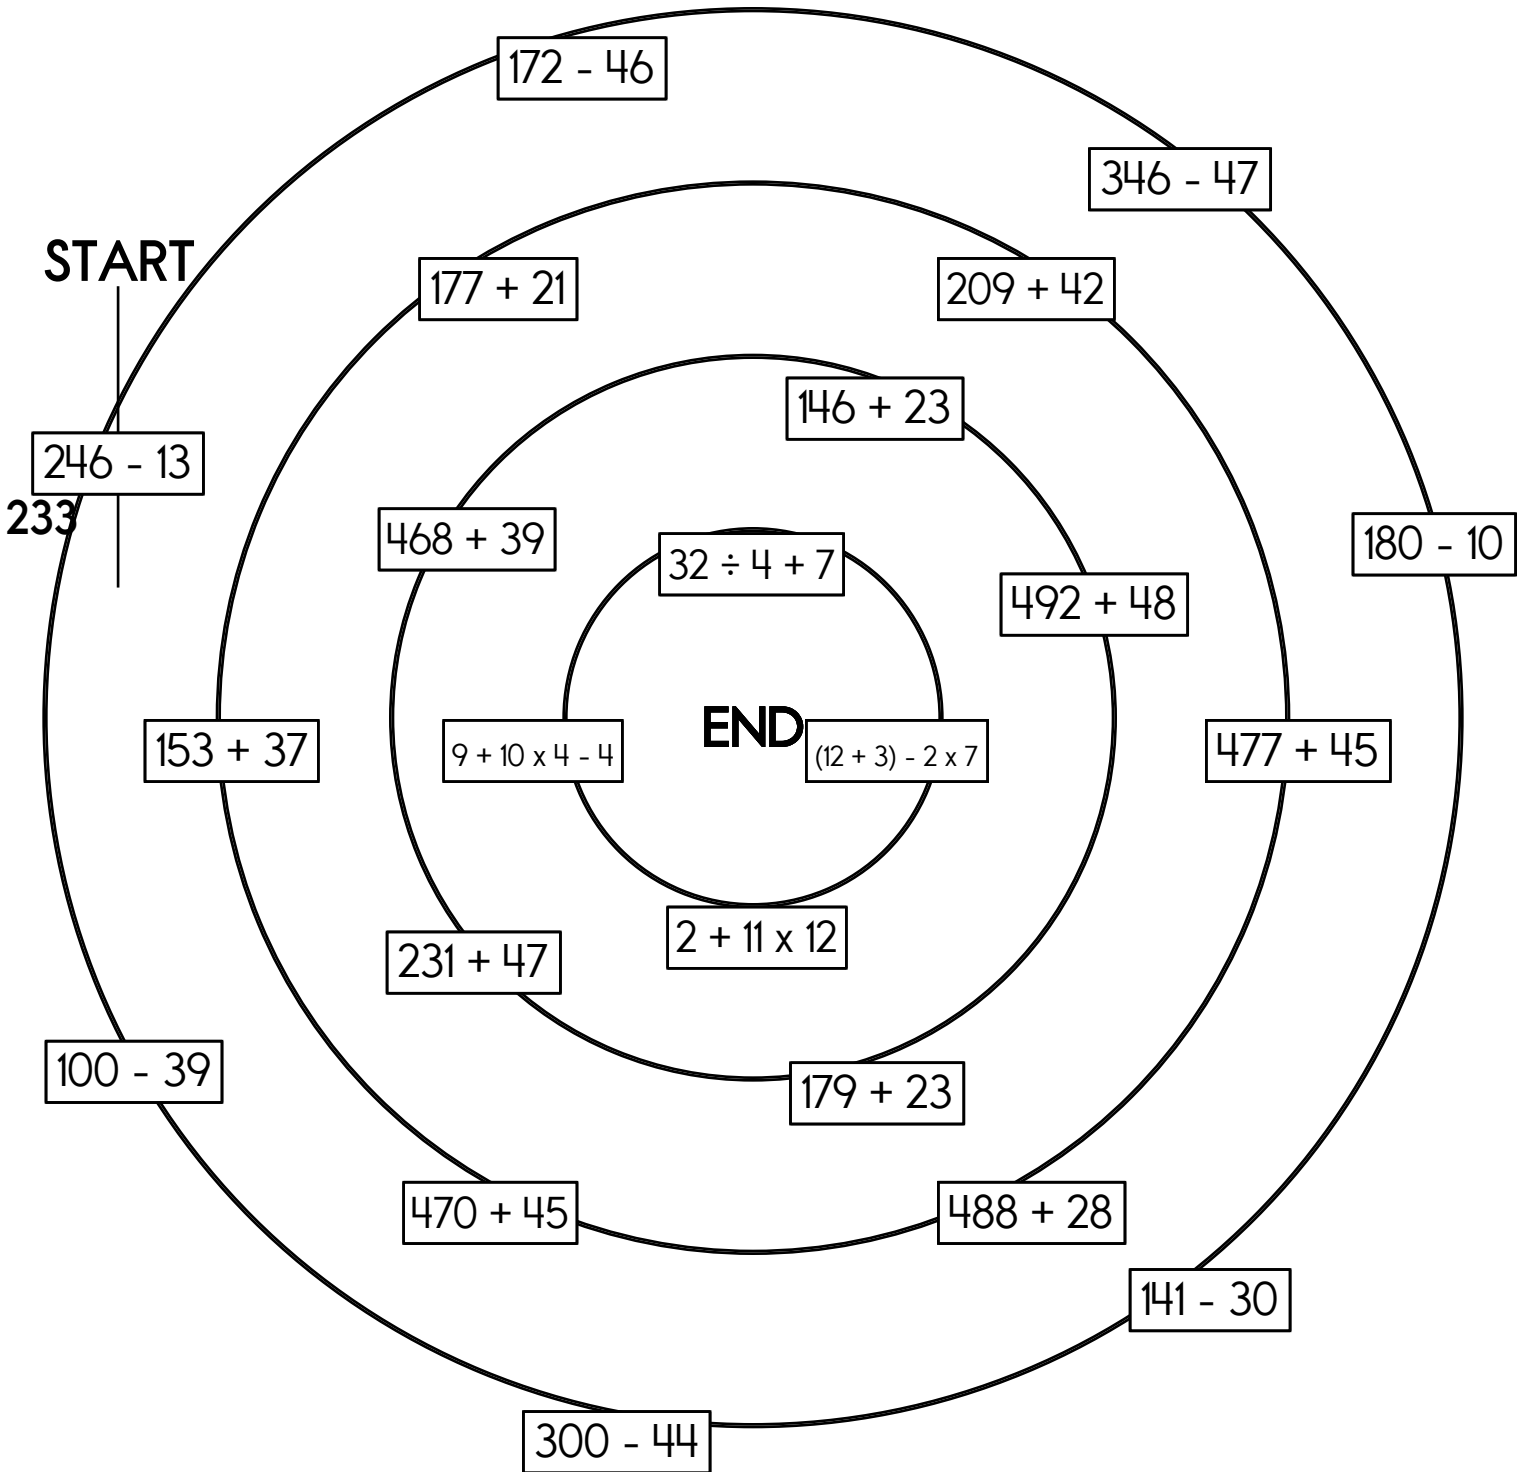 172 - 46
346 - 47
START
177 + 21
209 + 42
146 + 23
246 - 13
233
468 + 39
180 - 10
32 ÷ 4 + 7
492 + 48
END
153 + 37
9 + 10 x 4 - 4
(12 + 3) - 2 x 7
477 + 45
2 + 11 x 12
231 + 47
100 - 39
179 + 23
470 + 45
488 + 28
141 - 30
300 - 44